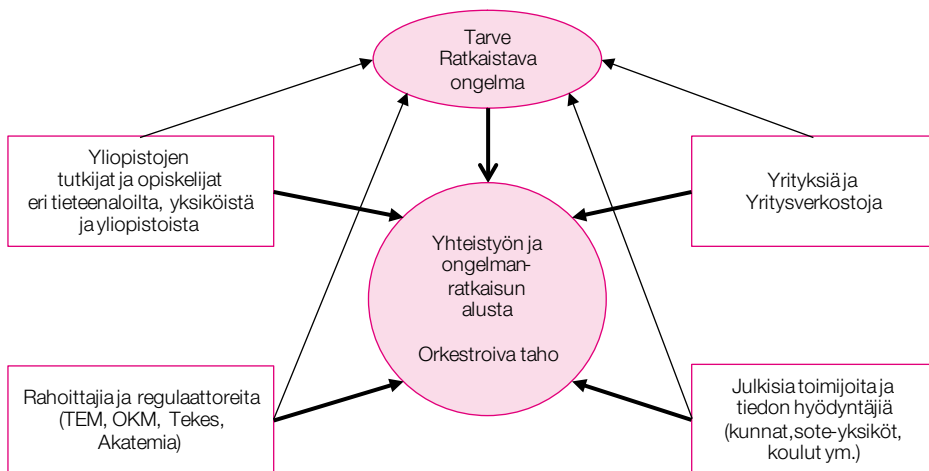 Tarve
Ratkaistava
ongelma
Yliopistojen
tutkijat ja opiskelijat
eri tieteenaloilta, yksiköistä
ja yliopistoista
Yrityksiä ja
Yritysverkostoja
Yhteistyön ja
ongelman-
ratkaisun
alusta
Orkestroiva taho
Rahoittajia ja regulaattoreita
(TEM, OKM, Tekes,
Akatemia)
Julkisia toimijoita ja
tiedon hyödyntäjiä
(kunnat,sote-yksiköt,
koulut ym.)